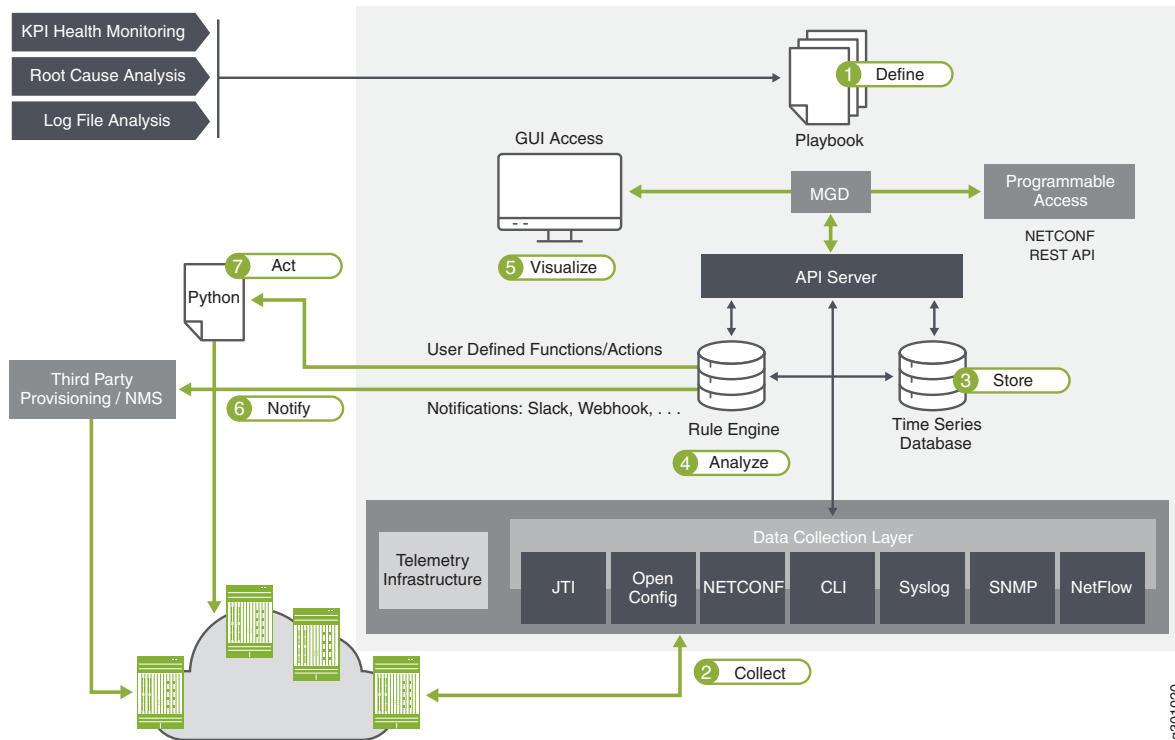 KPI Health Monitoring
Root Cause Analysis
Log File Analysis
1 Define
Playbook
GUI Access
MGD
Programmable
Access
NETCONF
REST API
5 Visualize
API Server
7 Act
Python
User Defined Functions/Actions
Third Party
Provisioning / NMS
6 Notify
Notifications: Slack, Webhook, . . .
Rule Engine
4 Analyze
3 Store
Time Series
Database
Data Collection Layer
Telemetry
Infrastructure
JTI
Open
Config
NETCONF
CLI
Syslog
SNMP
NetFlow
2 Collect